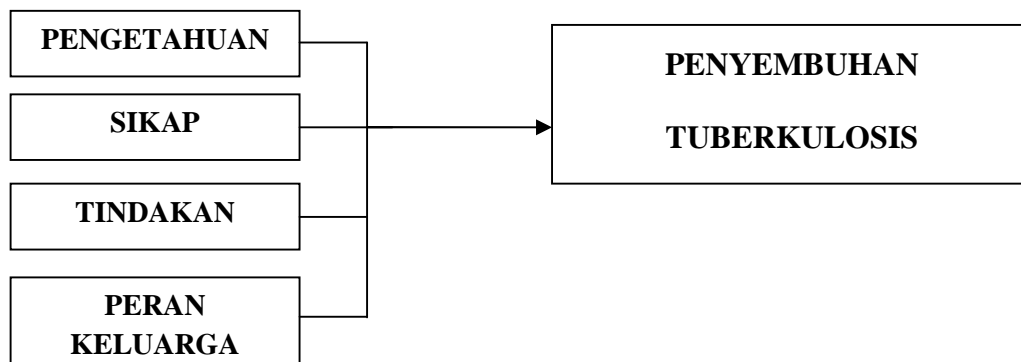 PENGETAHUAN
SIKAP
TINDAKAN
PERAN
KELUARGA
PENYEMBUHAN
TUBERKULOSIS